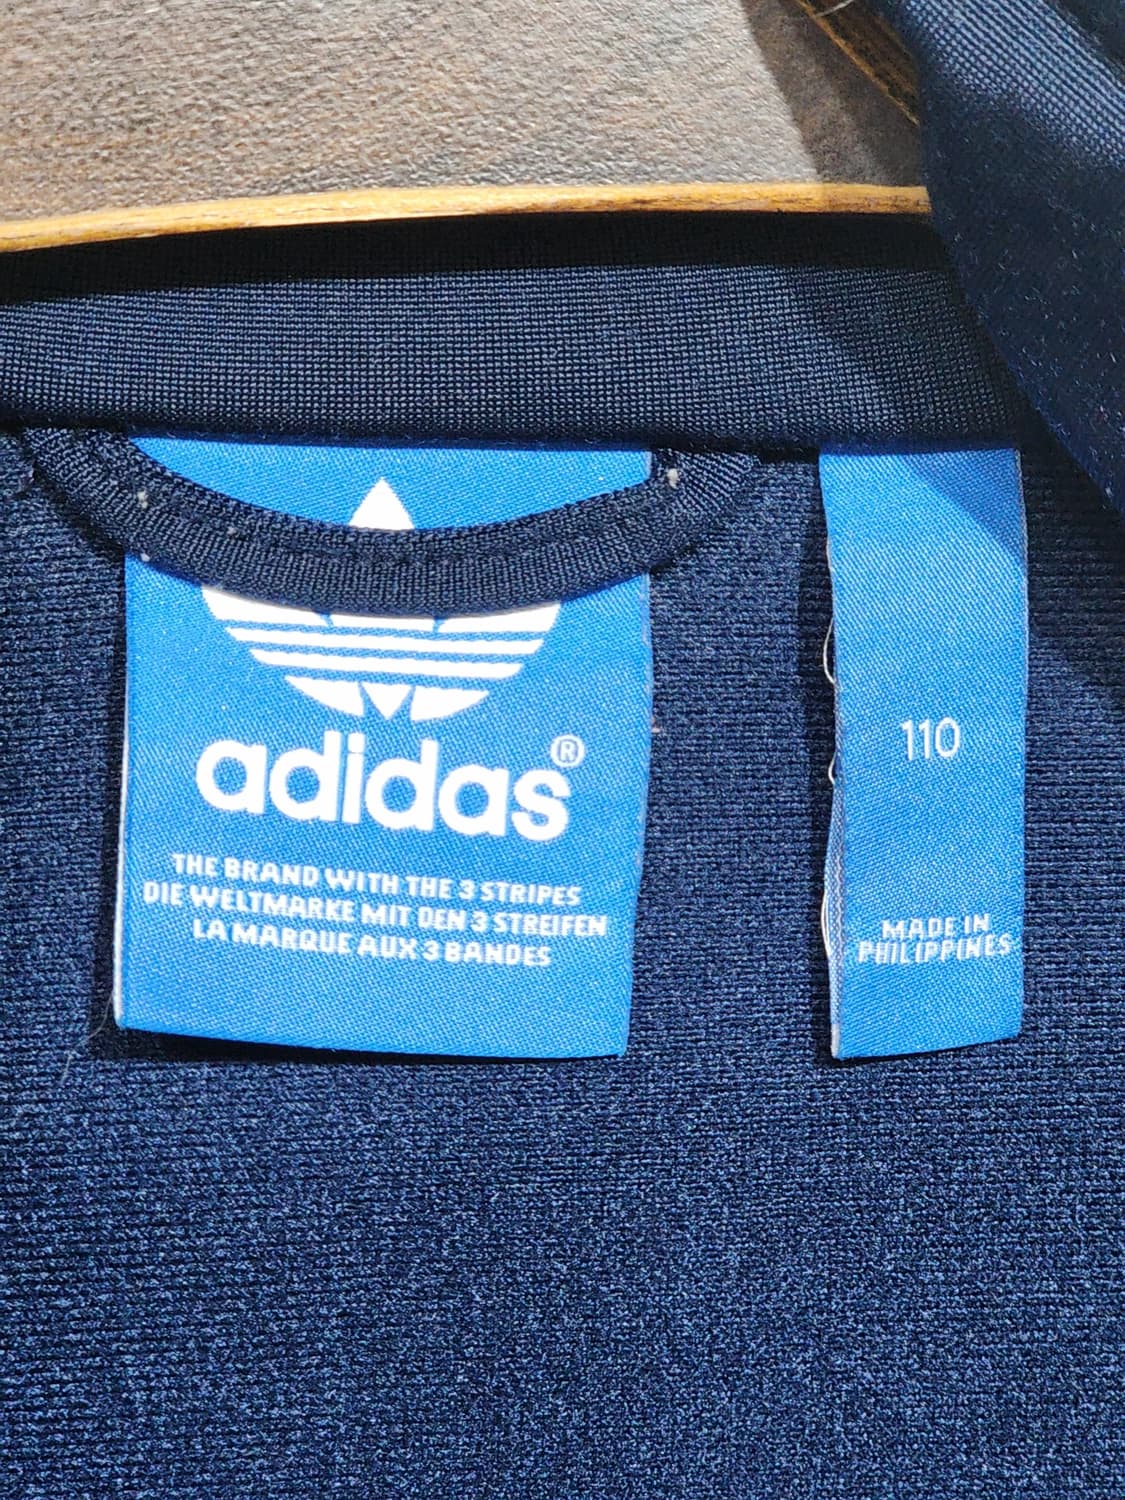 adidas®
THE BRAND WITH THE 3 STRIPES
DIE WELTMARKE MIT DEN 3 STREIFEN
LA MARQUE AUX 3 BANDES
110
MADE IN
PHILIPPINES